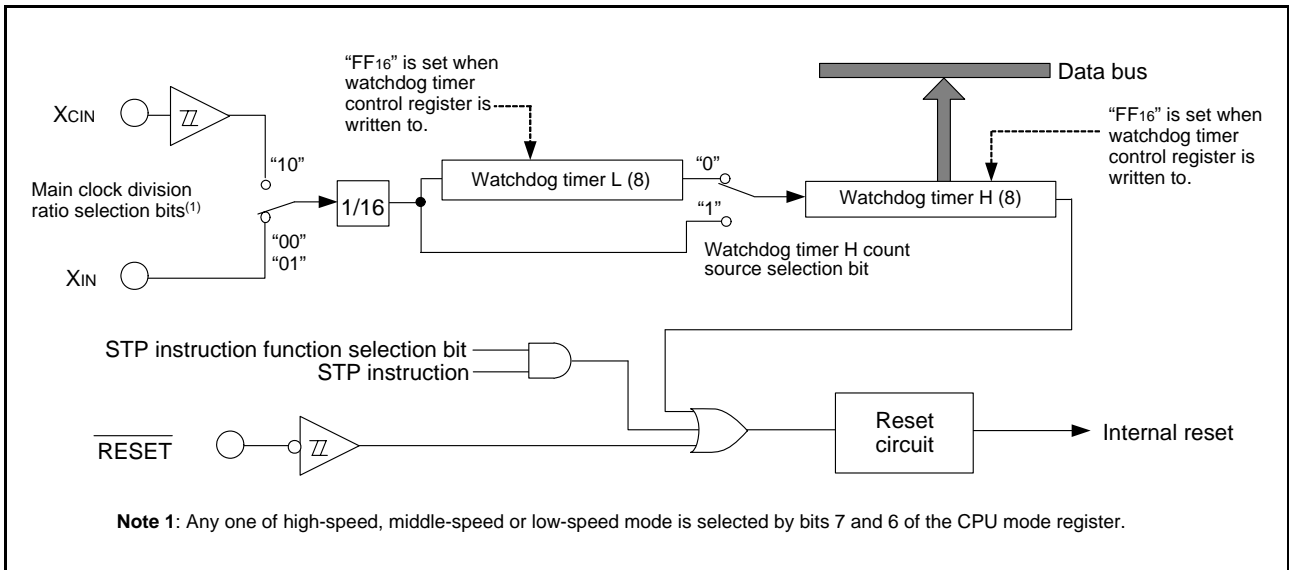 “FF16” is set when
watchdog timer
control register is
written to.
Data bus
“FF16” is set when
watchdog timer
control register is
written to.
XCIN
“10”
Watchdog timer L (8)
“0”
Watchdog timer H (8)
Main clock division
ratio selection bits(1)
1/16
“1”
“00”
“01”
Watchdog timer H count
source selection bit
XIN
STP instruction function selection bit
STP instruction
RESET
Reset
circuit
Internal reset
Note 1: Any one of high-speed, middle-speed or low-speed mode is selected by bits 7 and 6 of the CPU mode register.